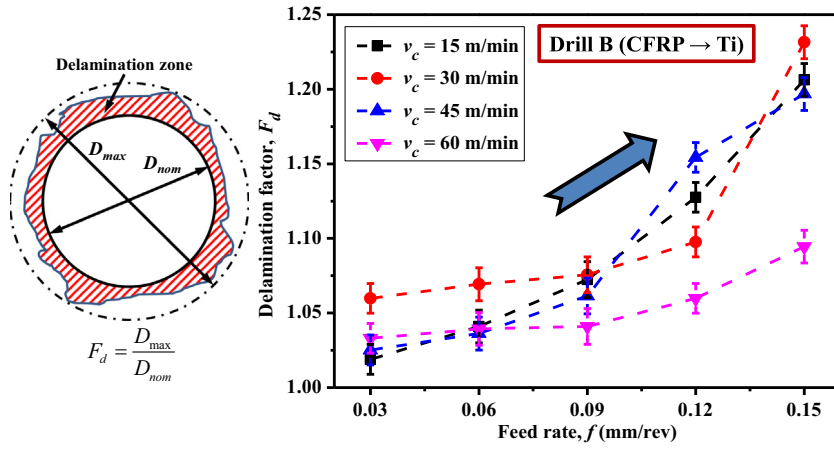 Delamination zone
D_max
D_nom
F_d = D_max / D_nom
Delamination factor, F_d
1.25
1.20
1.15
1.10
1.05
1.00
v_c = 15 m/min
v_c = 30 m/min
v_c = 45 m/min
v_c = 60 m/min
Drill B (CFRP → Ti)
0.03 0.06 0.09 0.12 0.15
Feed rate, f (mm/rev)